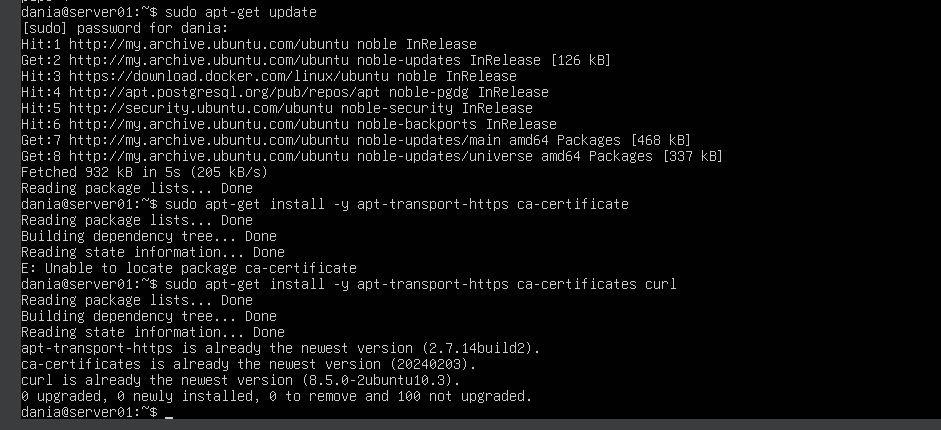 dania@server01:~$ sudo apt-get update
[sudo] password for dania:
Hit:1 http://my.archive.ubuntu.com/ubuntu noble InRelease
Get:2 http://my.archive.ubuntu.com/ubuntu noble-updates InRelease [126 kB]
Hit:3 https://download.docker.com/linux/ubuntu noble InRelease
Hit:4 http://apt.postgresql.org/pub/repos/apt noble-pgdg InRelease
Hit:5 http://security.ubuntu.com/ubuntu noble-security InRelease
Hit:6 http://my.archive.ubuntu.com/ubuntu noble-backports InRelease
Get:7 http://my.archive.ubuntu.com/ubuntu noble-updates/main amd64 Packages [468 kB]
Get:8 http://my.archive.ubuntu.com/ubuntu noble-updates/universe amd64 Packages [337 kB]
Fetched 932 kB in 5s (205 kB/s)
Reading package lists... Done
dania@server01:~$ sudo apt-get install -y apt-transport-https ca-certificate
Reading package lists... Done
Building dependency tree... Done
Reading state information... Done
E: Unable to locate package ca-certificate
dania@server01:~$ sudo apt-get install -y apt-transport-https ca-certificates curl
Reading package lists... Done
Building dependency tree... Done
Reading state information... Done
apt-transport-https is already the newest version (2.7.14build2).
ca-certificates is already the newest version (20240203).
curl is already the newest version (8.5.0-2ubuntu10.3).
0 upgraded, 0 newly installed, 0 to remove and 100 not upgraded.
dania@server01:~$ _